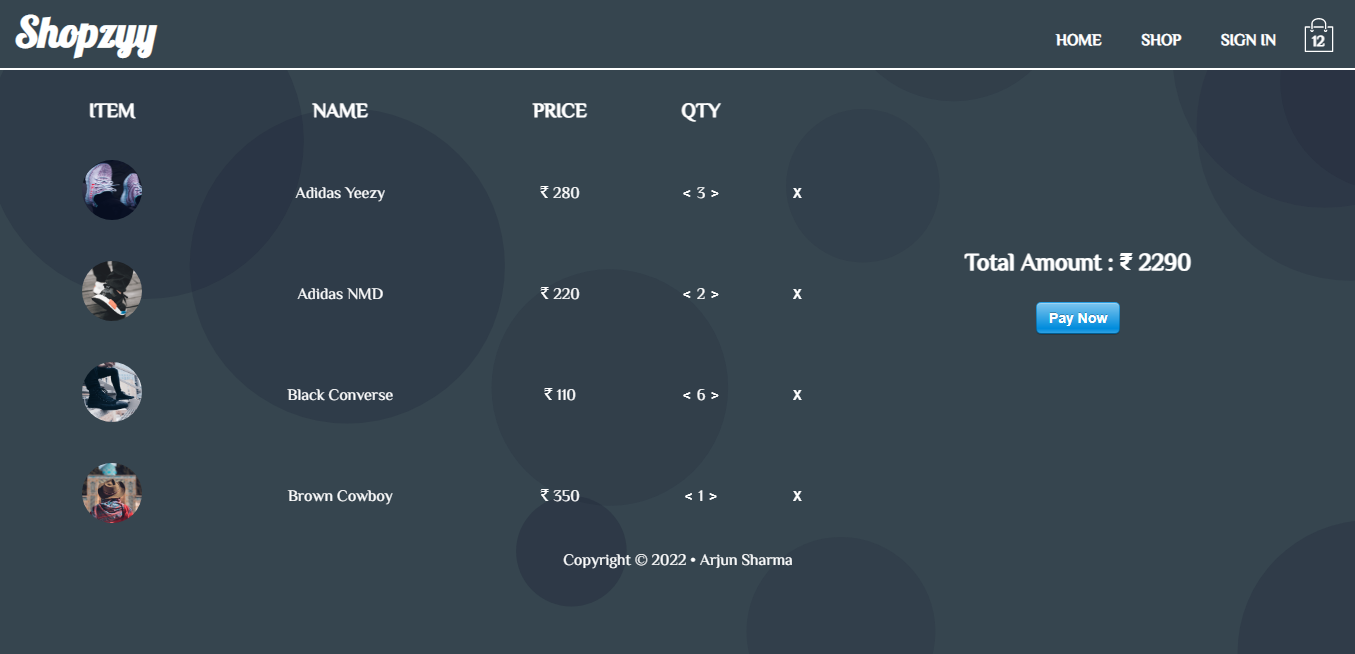 Shopzyy
HOME SHOP SIGN IN 12
ITEM NAME PRICE QTY
Adidas Yeezy ₹ 280 < 3 > X
Adidas NMD ₹ 220 < 2 > X
Black Converse ₹ 110 < 6 > X
Brown Cowboy ₹ 350 < 1 > X
Total Amount : ₹ 2290
Pay Now
Copyright © 2022 • Arjun Sharma